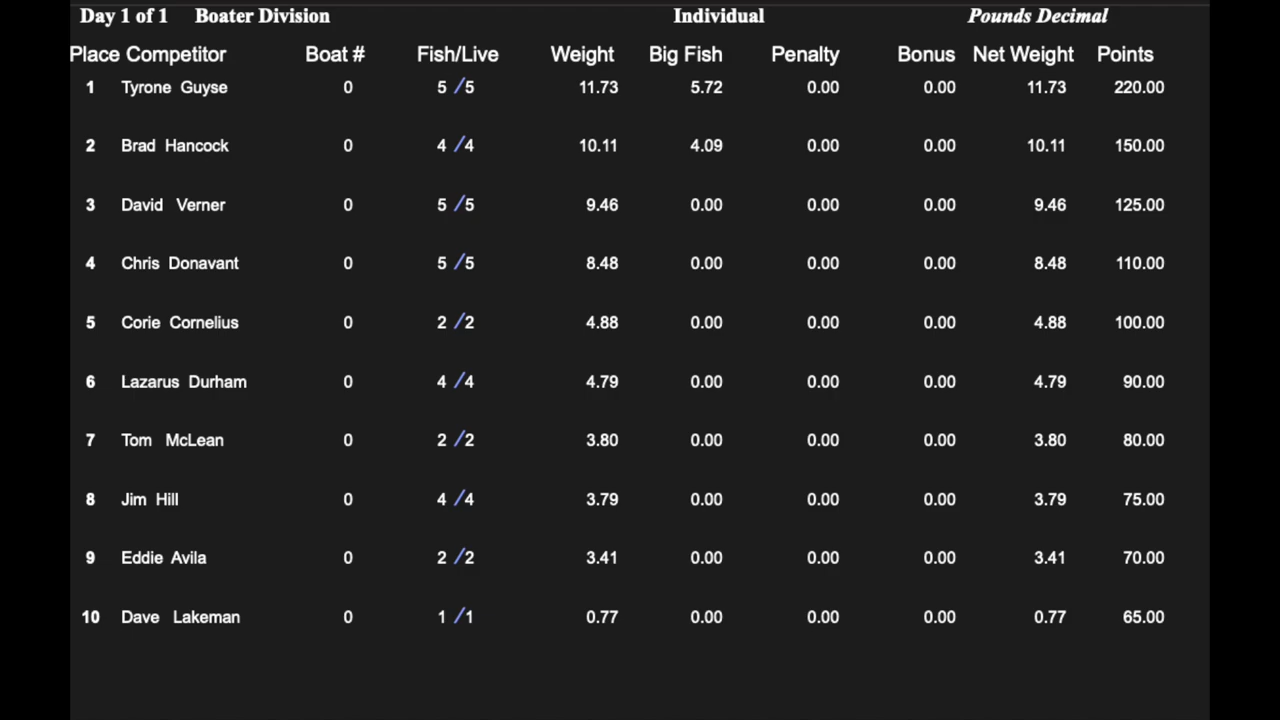 Day 1 of 1 Boater Division Individual Pounds Decimal
Place Competitor Boat # Fish/Live Weight Big Fish Penalty Bonus Net Weight Points
1 Tyrone Guyse 0 5 /5 11.73 5.72 0.00 0.00 11.73 220.00
2 Brad Hancock 0 4 /4 10.11 4.09 0.00 0.00 10.11 150.00
3 David Verner 0 5 /5 9.46 0.00 0.00 0.00 9.46 125.00
4 Chris Donavant 0 5 /5 8.48 0.00 0.00 0.00 8.48 110.00
5 Corie Cornelius 0 2 /2 4.88 0.00 0.00 0.00 4.88 100.00
6 Lazarus Durham 0 4 /4 4.79 0.00 0.00 0.00 4.79 90.00
7 Tom McLean 0 2 /2 3.80 0.00 0.00 0.00 3.80 80.00
8 Jim Hill 0 4 /4 3.79 0.00 0.00 0.00 3.79 75.00
9 Eddie Avila 0 2 /2 3.41 0.00 0.00 0.00 3.41 70.00
10 Dave Lakeman 0 1 /1 0.77 0.00 0.00 0.00 0.77 65.00